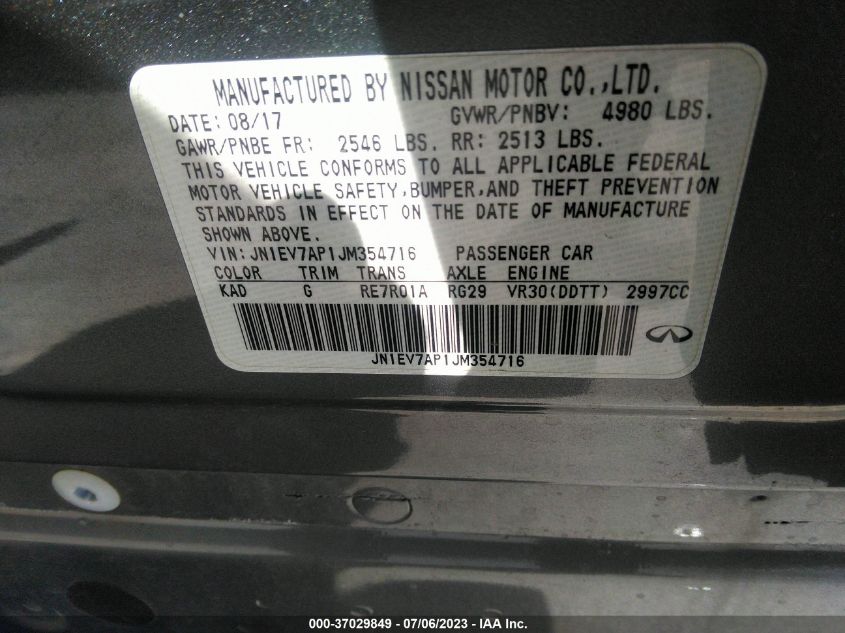 MANUFACTURED BY NISSAN MOTOR CO.,LTD.
DATE: 08/17 GVWR/PNBV: 4980 LBS.
GAWR/PNBE FR: 2546 LBS. RR: 2513 LBS.
THIS VEHICLE CONFORMS TO ALL APPLICABLE FEDERAL
MOTOR VEHICLE SAFETY,BUMPER,AND THEFT PREVENTION
STANDARDS IN EFFECT ON THE DATE OF MANUFACTURE
SHOWN ABOVE.
VIN: JN1EV7AP1JM354716 PASSENGER CAR
COLOR TRIM TRANS AXLE ENGINE
KAD G RE7R01A RG29 VR30(DDTT) 2997CC
JN1EV7AP1JM354716
000-37029849 - 07/06/2023 - IAA Inc.